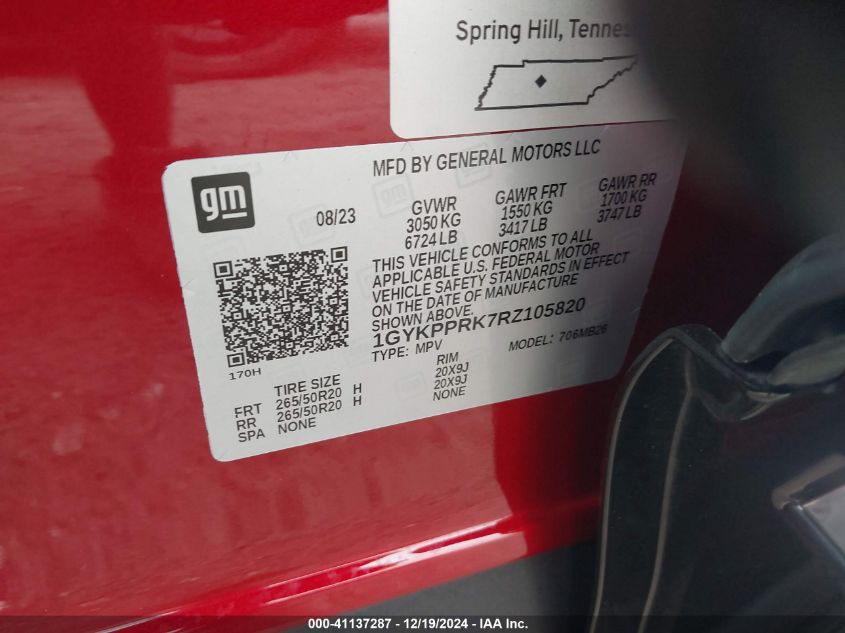 Spring Hill, Tennes
MFD BY GENERAL MOTORS LLC
gm
08/23
GVWR GAWR FRT GAWR RR
3050 KG 1550 KG 1700 KG
6724 LB 3417 LB 3747 LB
THIS VEHICLE CONFORMS TO ALL
APPLICABLE U.S. FEDERAL MOTOR
VEHICLE SAFETY STANDARDS IN EFFECT
ON THE DATE OF MANUFACTURE
SHOWN ABOVE.
1GYKPPRK7RZ105820
TYPE: MPV MODEL: 706MB26
170H
TIRE SIZE RIM
FRT 265/50R20 H 20X9J
RR 265/50R20 H 20X9J
SPA NONE NONE
000-41137287 - 12/19/2024 - IAA Inc.